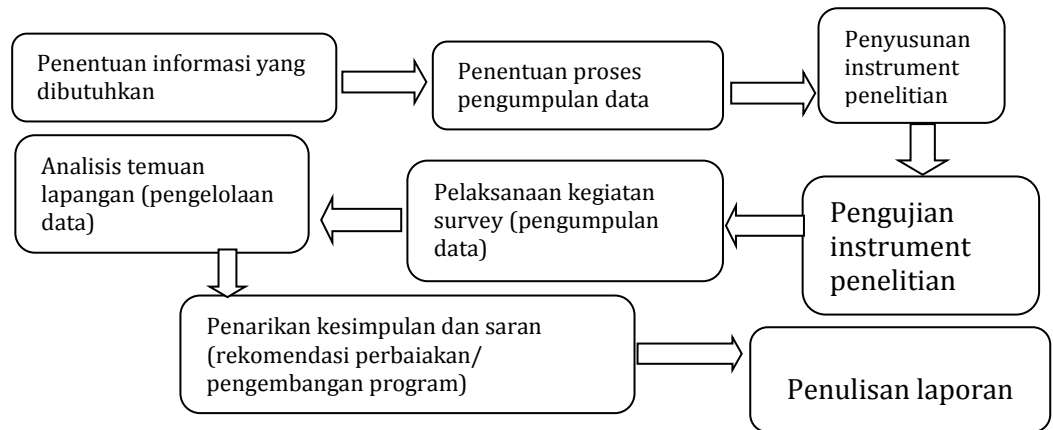 Penentuan informasi yang
dibutuhkan
Penentuan proses
pengumpulan data
Penyusunan
instrument
penelitian
Pengujian
instrument
penelitian
Pelaksanaan kegiatan
survey (pengumpulan
data)
Analisis temuan
lapangan (pengelolaan
data)
Penarikan kesimpulan dan saran
(rekomendasi perbaiakan/
pengembangan program)
Penulisan laporan